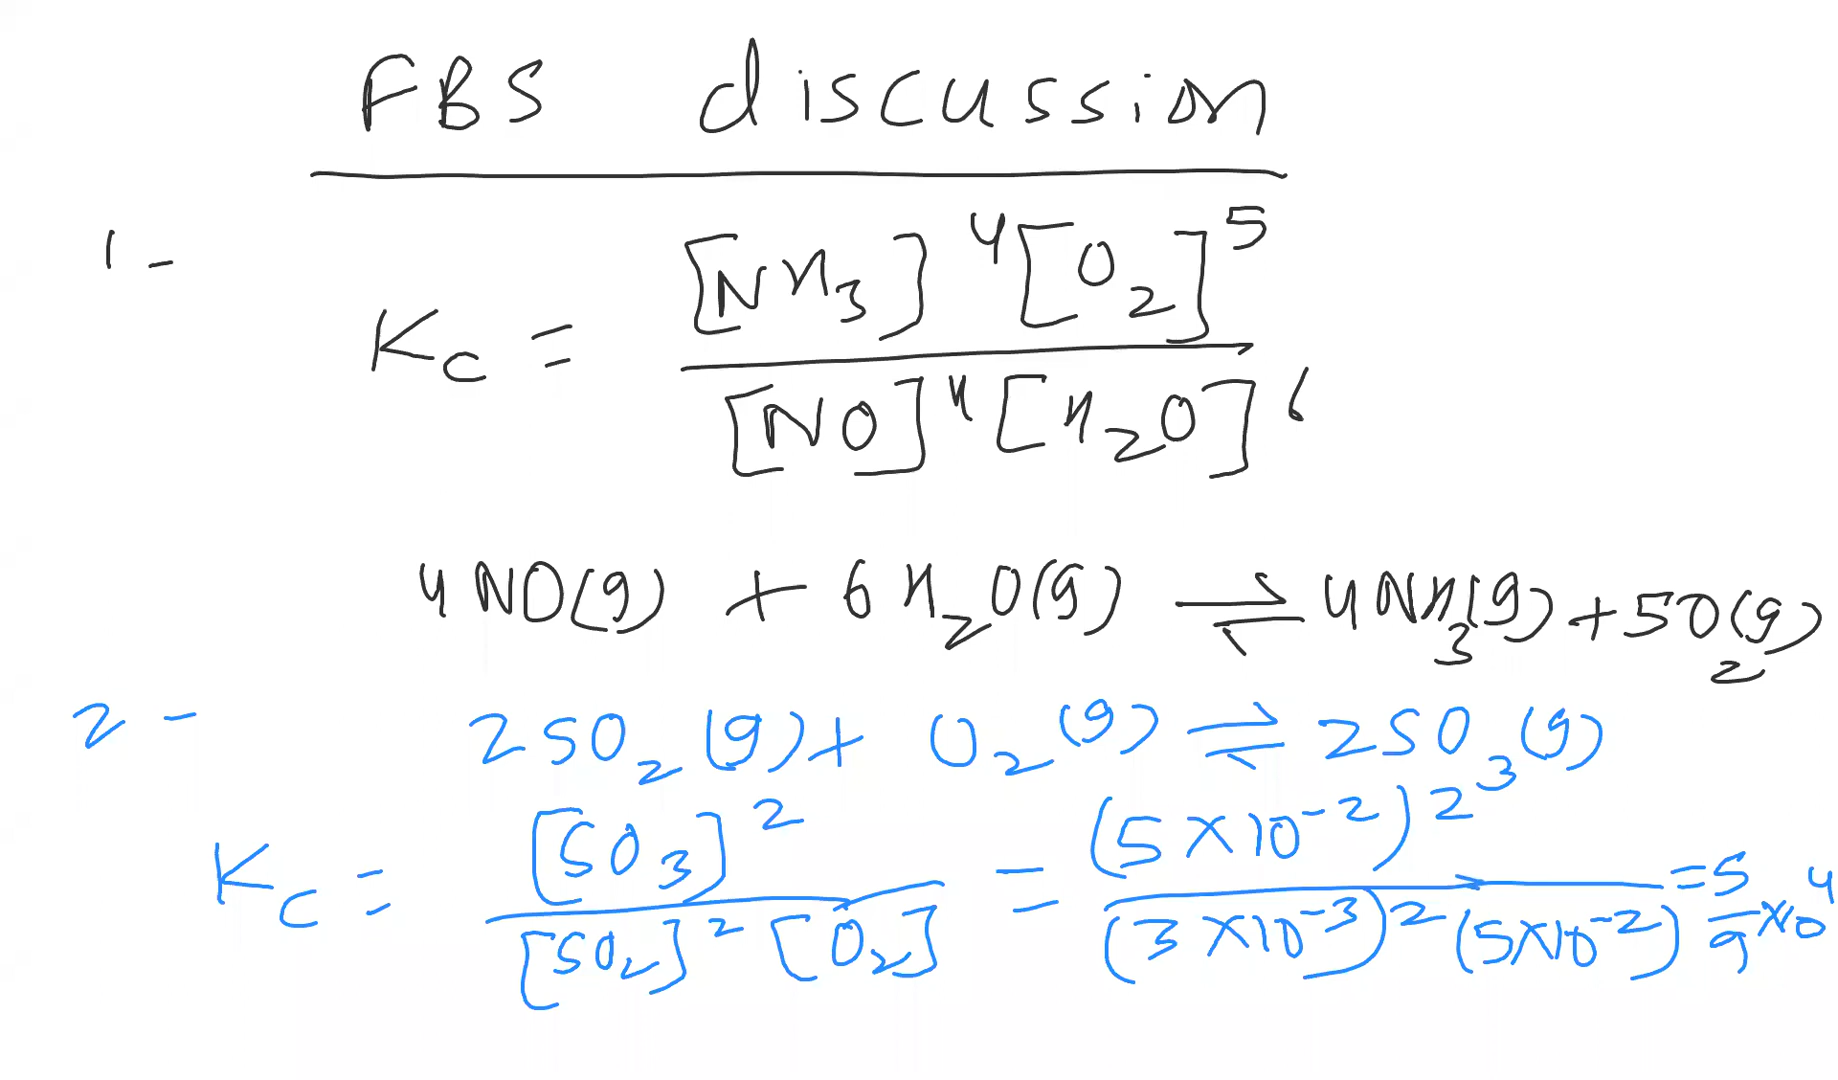 FBS discussion
1-
Kc = [NH3]^4 [O2]^5 / [NO]^4 [H2O]^6
4NO(g) + 6H2O(g) ⇌ 4NH3(g) + 5O2(g)
2- 2SO2(g) + O2(g) ⇌ 2SO3(g)
Kc = [SO3]^2 / [SO2]^2 [O2] = (5×10^-2)^2 / (3×10^-3)^2 (5×10^-2) = 5/9 ×10^4